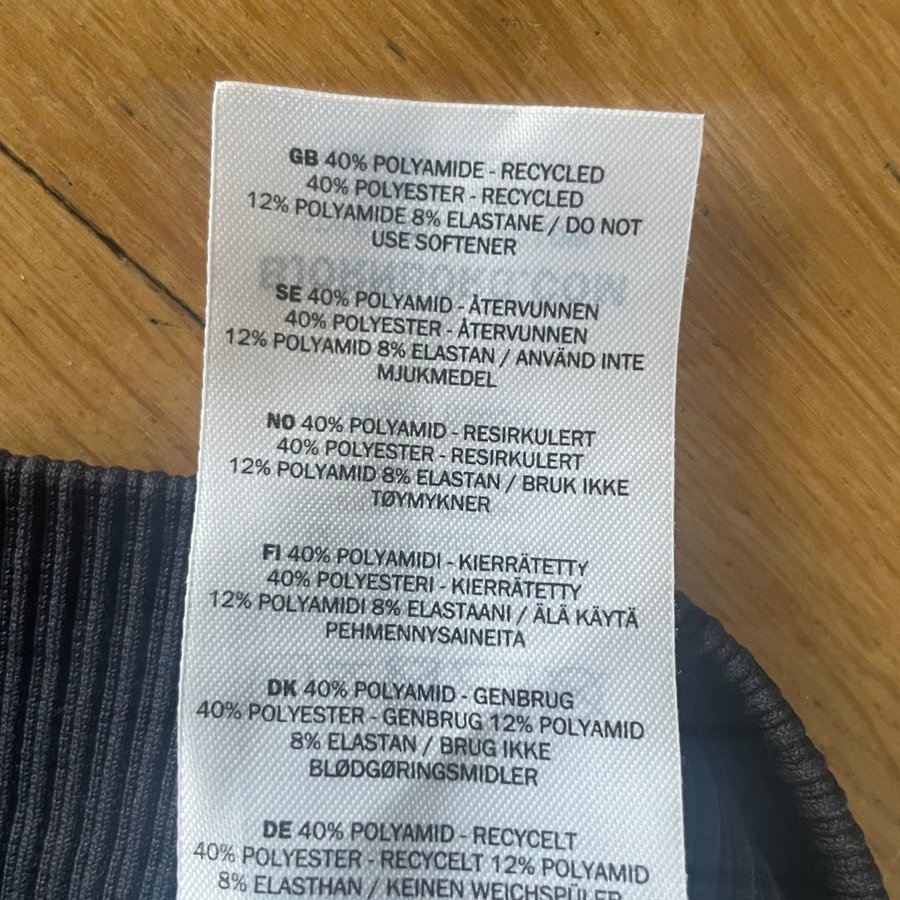 GB 40% POLYAMIDE - RECYCLED
40% POLYESTER - RECYCLED
12% POLYAMIDE 8% ELASTANE / DO NOT
USE SOFTENER
SE 40% POLYAMID - ÅTERVUNNEN
40% POLYESTER - ÅTERVUNNEN
12% POLYAMID 8% ELASTAN / ANVÄND INTE
MJUKMEDEL
NO 40% POLYAMID - RESIRKULERT
40% POLYESTER - RESIRKULERT
12% POLYAMID 8% ELASTAN / BRUK IKKE
TØYMYKNER
FI 40% POLYAMIDI - KIERRÄTETTY
40% POLYESTERI - KIERRÄTETTY
12% POLYAMIDI 8% ELASTAANI / ÄLÄ KÄYTÄ
PEHMENNYSAINEITA
DK 40% POLYAMID - GENBRUG
40% POLYESTER - GENBRUG 12% POLYAMID
8% ELASTAN / BRUG IKKE
BLØDGØRINGSMIDLER
DE 40% POLYAMID - RECYCELT
40% POLYESTER - RECYCELT 12% POLYAMID
8% ELASTHAN / KEINEN WEICHSPÜLER